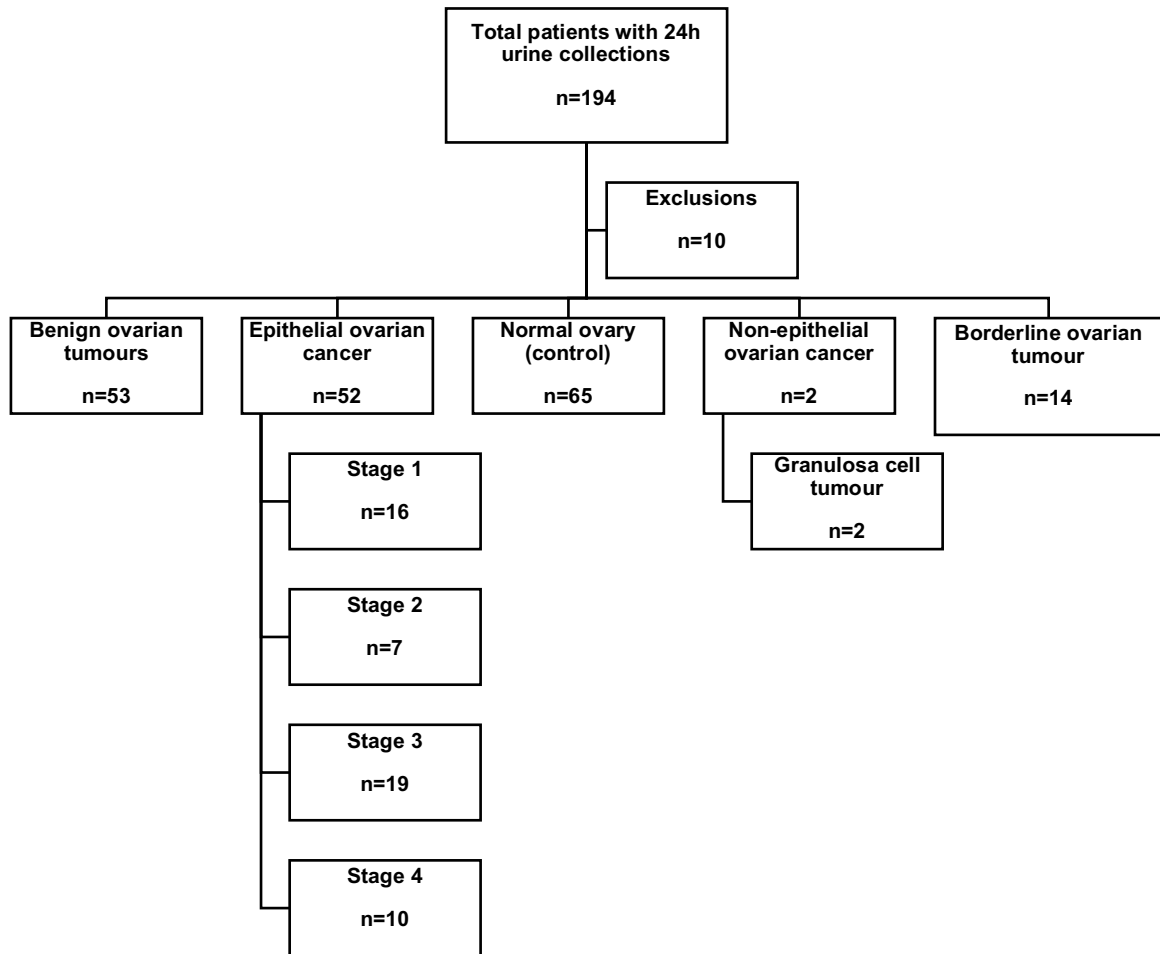 Total patients with 24h
urine collections
n=194
Exclusions
n=10
Benign ovarian
tumours
n=53
Epithelial ovarian
cancer
n=52
Normal ovary
(control)
n=65
Non-epithelial
ovarian cancer
n=2
Borderline ovarian
tumour
n=14
Stage 1
n=16
Granulosa cell
tumour
n=2
Stage 2
n=7
Stage 3
n=19
Stage 4
n=10